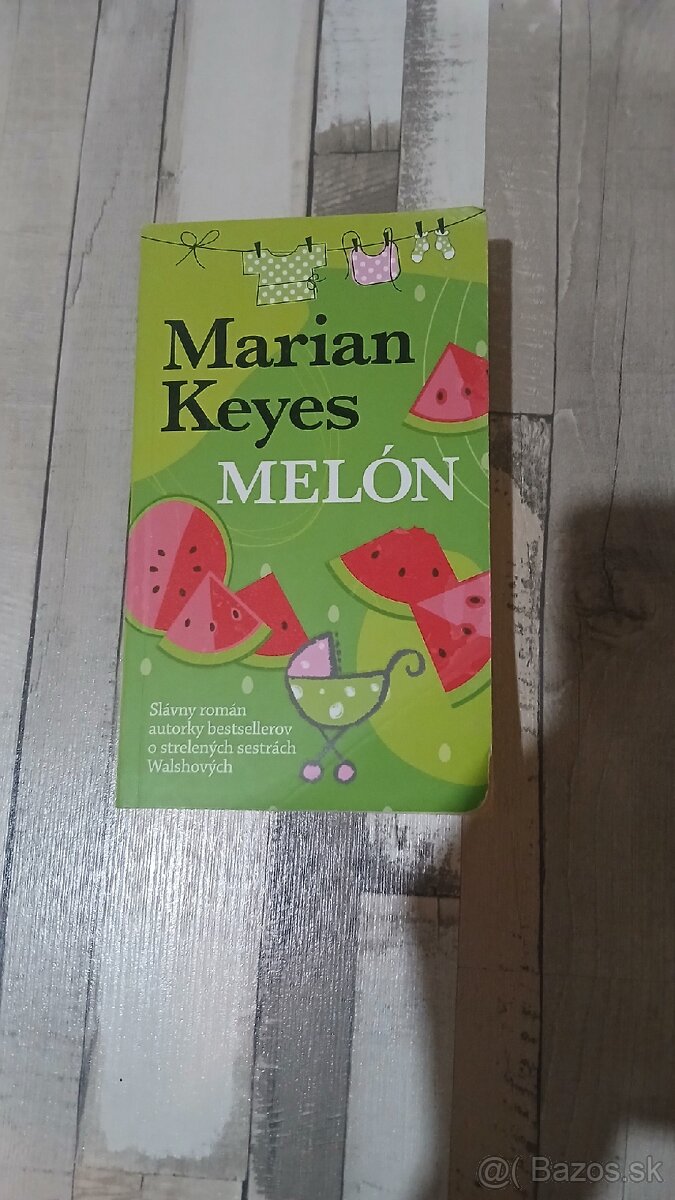 Marian
Keyes
MELÓN
Slávny román
autorky bestsellerov
o strelených sestrách
Walshových
@( Bazos.sk